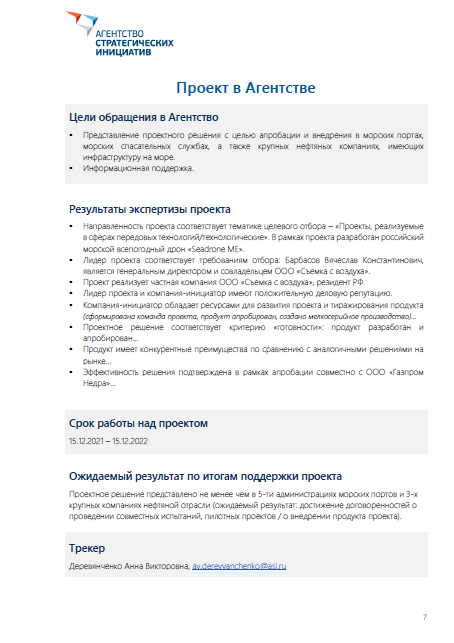 АГЕНТСТВО
СТРАТЕГИЧЕСКИХ
ИНИЦИАТИВ
Проект в Агентстве
Цели обращения в Агентство
▪ Представление проектного решения с целью апробации и внедрения в морских портах,
морских спасательных службах, а также крупных нефтяных компаниях, имеющих
инфраструктуру на море.
▪ Информационная поддержка.
Результаты экспертизы проекта
▪ Направленность проекта соответствует тематике целевого отбора – «Проекты, реализуемые
в сферах передовых технологий/технологические». В рамках проекта разработан российский
морской всепогодный дрон «Seadrone ME».
▪ Лидер проекта соответствует требованиям отбора: Барбасов Вячеслав Константинович,
является генеральным директором и совладельцем ООО «Съемка с воздуха».
▪ Проект реализует частная компания ООО «Съемка с воздуха», резидент РФ.
▪ Лидер проекта и компания-инициатор имеют положительную деловую репутацию.
▪ Компания-инициатор обладает ресурсами для развития проекта и тиражирования продукта
(сформирована команда проекта, продукт апробирован, создано мелкосерийное производство)...
▪ Проектное решение соответствует критерию «готовности»: продукт разработан и
апробирован...
▪ Продукт имеет конкурентные преимущества по сравнению с аналогичными решениями на
рынке...
▪ Эффективность решения подтверждена в рамках апробации совместно с ООО «Газпром
Недра»...
Срок работы над проектом
15.12.2021 – 15.12.2022
Ожидаемый результат по итогам поддержки проекта
Проектное решение представлено не менее чем в 5-ти администрациях морских портов и 3-х
крупных компаниях нефтяной отрасли (ожидаемый результат: достижение договоренностей о
проведении совместных испытаний, пилотных проектов / о внедрении продукта проекта).
Трекер
Деревянченко Анна Викторовна, av.derevyanchenko@asi.ru
7